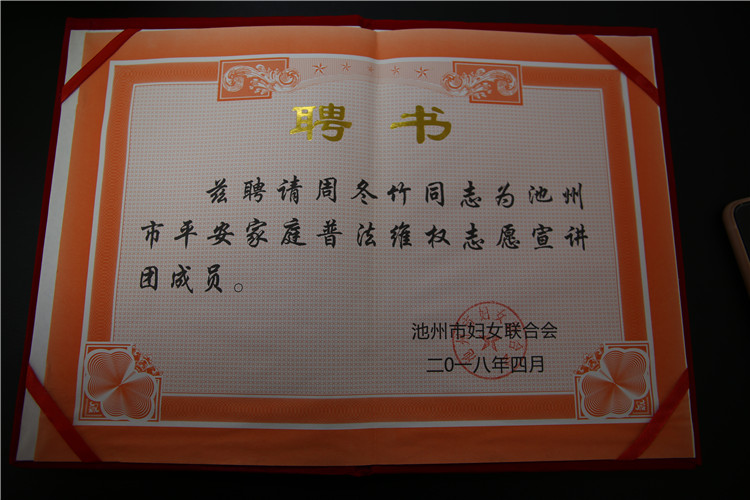 聘书
兹聘请周冬竹同志为池州
市平安家庭普法维权志愿宣讲
团成员。
池州市妇女联合会
二0一八年四月